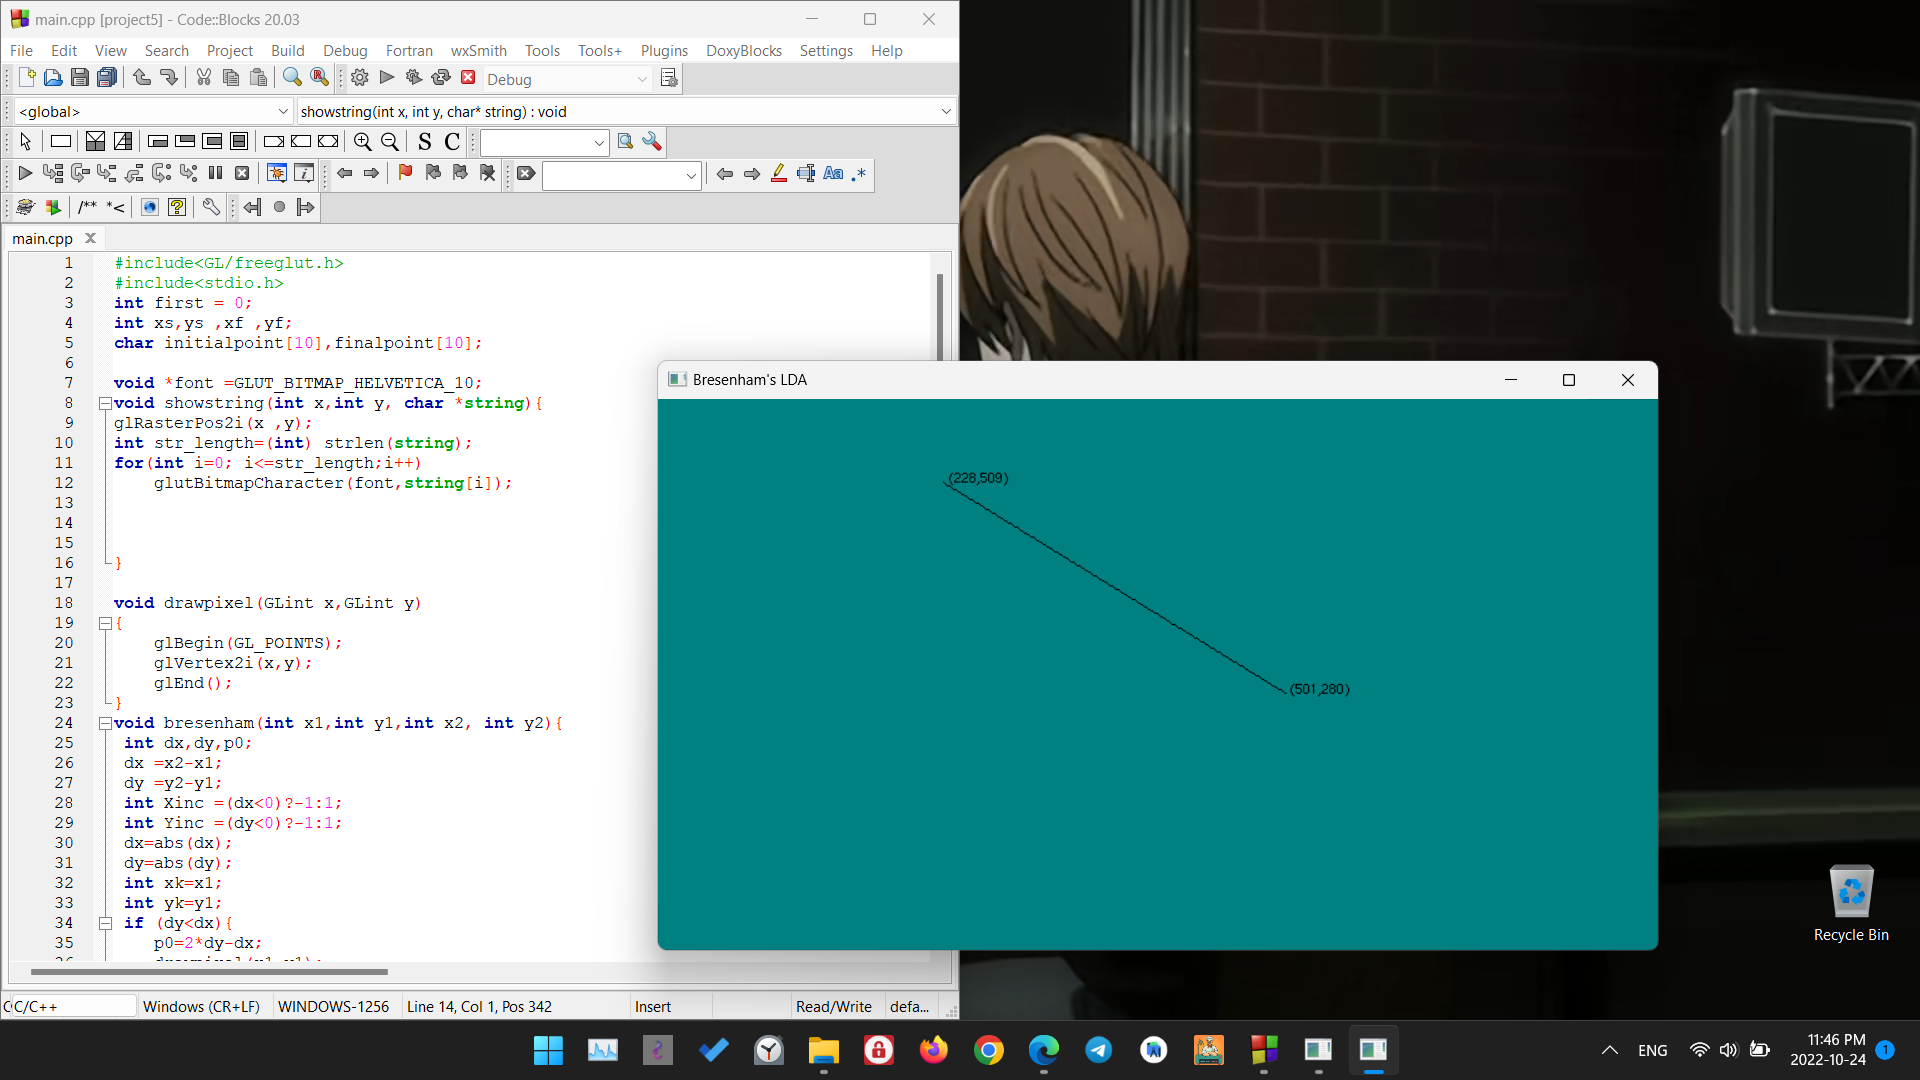 main.cpp [project5] - Code::Blocks 20.03
File Edit View Search Project Build Debug Fortran wxSmith Tools Tools+ Plugins DoxyBlocks Settings Help
Debug
<global> showstring(int x, int y, char* string) : void
S C
Aa .*
/** *<
main.cpp
1 #include<GL/freeglut.h>
2 #include<stdio.h>
3 int first = 0;
4 int xs,ys ,xf ,yf;
5 char initialpoint[10],finalpoint[10];
6
7 void *font =GLUT_BITMAP_HELVETICA_10;
8 void showstring(int x,int y, char *string){
9 glRasterPos2i(x ,y);
10 int str_length=(int) strlen(string);
11 for(int i=0; i<=str_length;i++)
12 glutBitmapCharacter(font,string[i]);
13
14
15
16 }
17
18 void drawpixel(GLint x,GLint y)
19 {
20 glBegin(GL_POINTS);
21 glVertex2i(x,y);
22 glEnd();
23 }
24 void bresenham(int x1,int y1,int x2, int y2){
25 int dx,dy,p0;
26 dx =x2-x1;
27 dy =y2-y1;
28 int Xinc =(dx<0)?-1:1;
29 int Yinc =(dy<0)?-1:1;
30 dx=abs(dx);
31 dy=abs(dy);
32 int xk=x1;
33 int yk=y1;
34 if (dy<dx){
35 p0=2*dy-dx;
C/C++ Windows (CR+LF) WINDOWS-1256 Line 14, Col 1, Pos 342 Insert Read/Write defa...
Bresenham's LDA
(228,509)
(501,280)
Recycle Bin
ENG
11:46 PM
2022-10-24
1